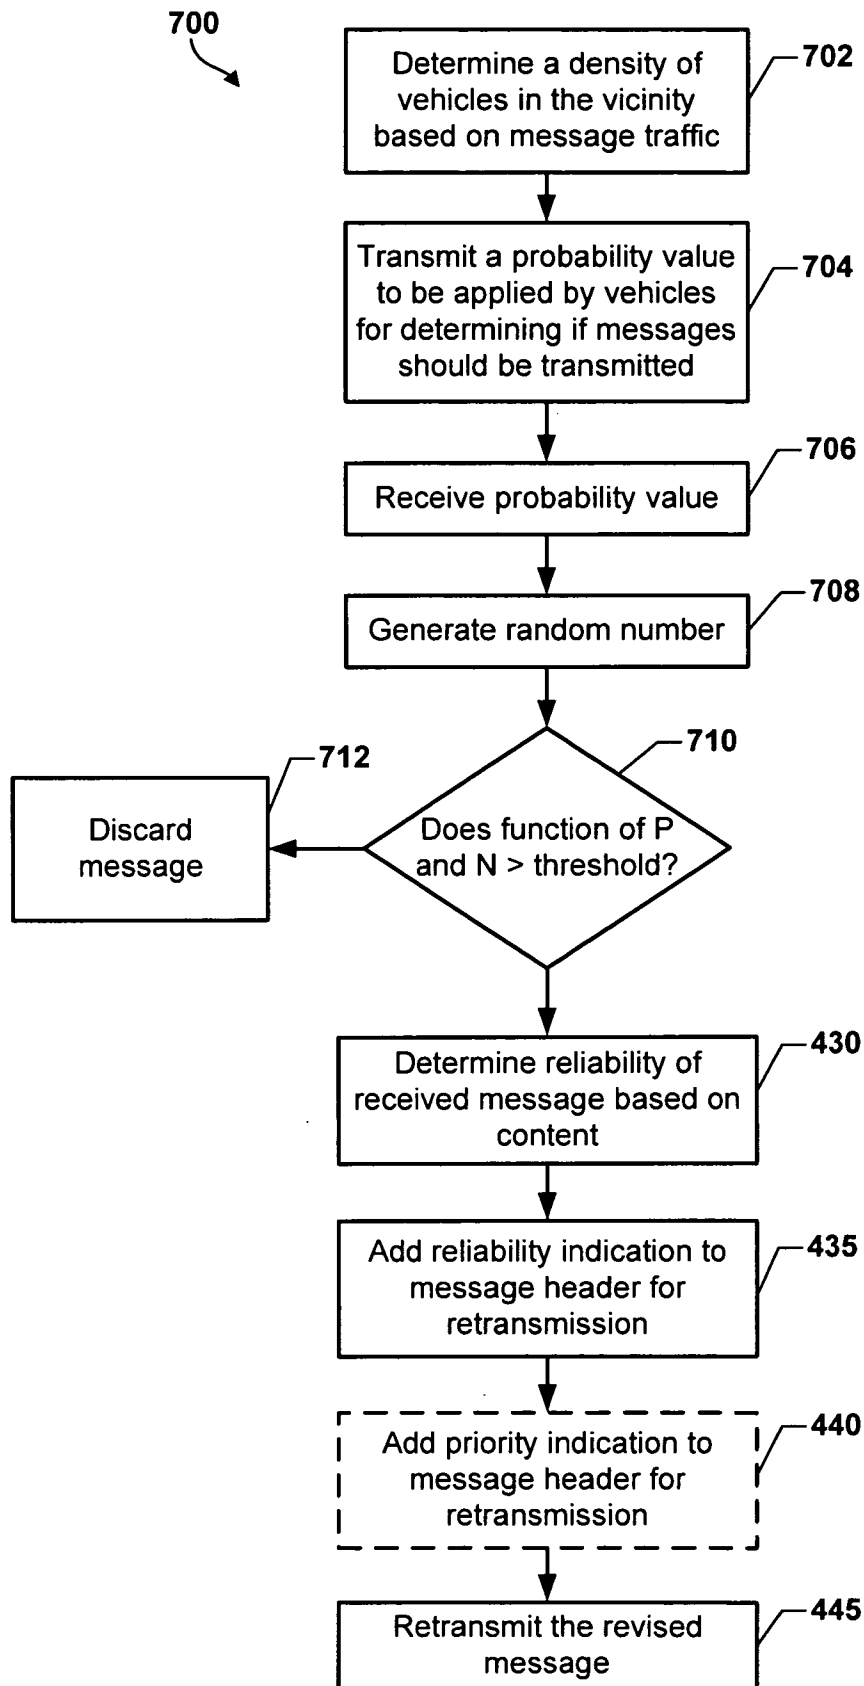 700
Determine a density of
vehicles in the vicinity
based on message traffic
702
Transmit a probability value
to be applied by vehicles
for determining if messages
should be transmitted
704
Receive probability value
706
Generate random number
708
Does function of P
and N > threshold?
710
Discard
message
712
Determine reliability of
received message based on
content
430
Add reliability indication to
message header for
retransmission
435
Add priority indication to
message header for
retransmission
440
Retransmit the revised
message
445